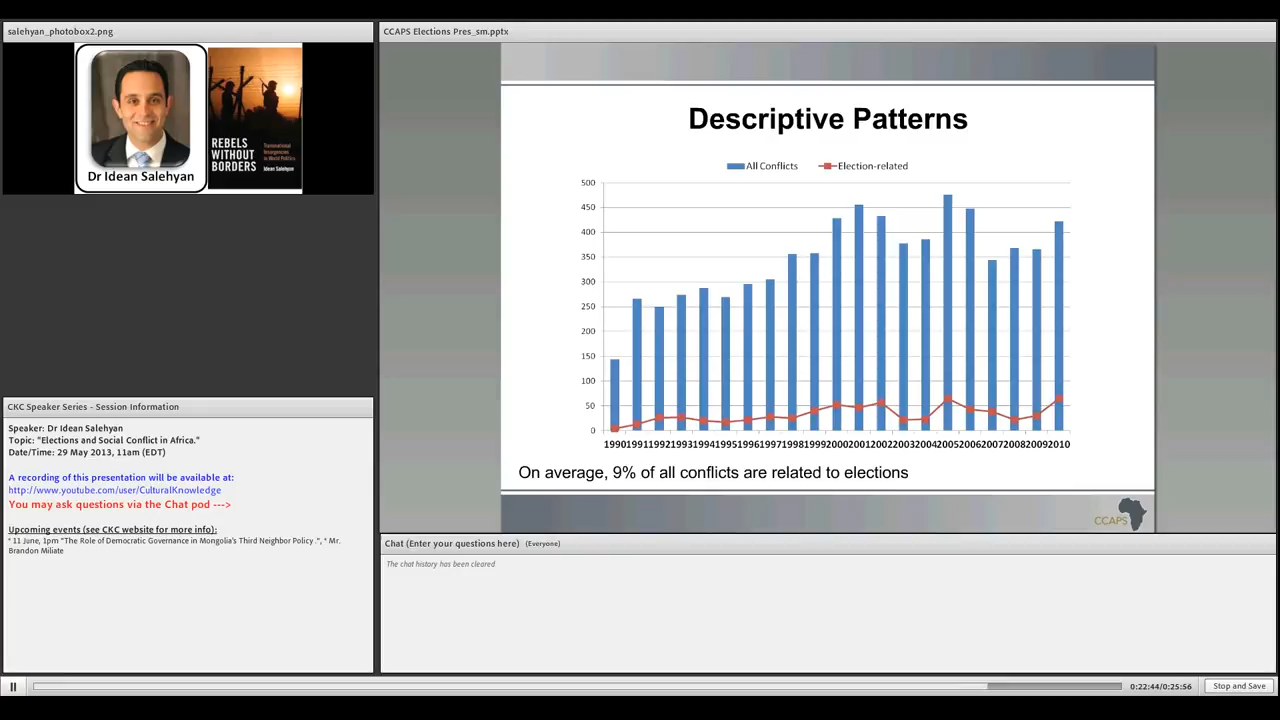 salehyan_photobox2.png
Dr Idean Salehyan
REBELS
WITHOUT
BORDERS
Transnational
Insurgencies
in World Politics
Idean Salehyan
CKC Speaker Series - Session Information
Speaker: Dr Idean Salehyan
Topic: "Elections and Social Conflict in Africa."
Date/Time: 29 May 2013, 11am (EDT)
A recording of this presentation will be available at:
http://www.youtube.com/user/CulturalKnowledge
You may ask questions via the Chat pod --->
Upcoming events (see CKC website for more info):
* 11 June, 1pm "The Role of Democratic Governance in Mongolia's Third Neighbor Policy .", * Mr.
Brandon Miliate
CCAPS Elections Pres_sm.pptx
Descriptive Patterns
All Conflicts
Election-related
500
450
400
350
300
250
200
150
100
50
0
1990 1991 1992 1993 1994 1995 1996 1997 1998 1999 2000 2001 2002 2003 2004 2005 2006 2007 2008 2009 2010
On average, 9% of all conflicts are related to elections
CCAPS
Chat (Enter your questions here) (Everyone)
The chat history has been cleared
0:22:44/0:25:56
Stop and Save